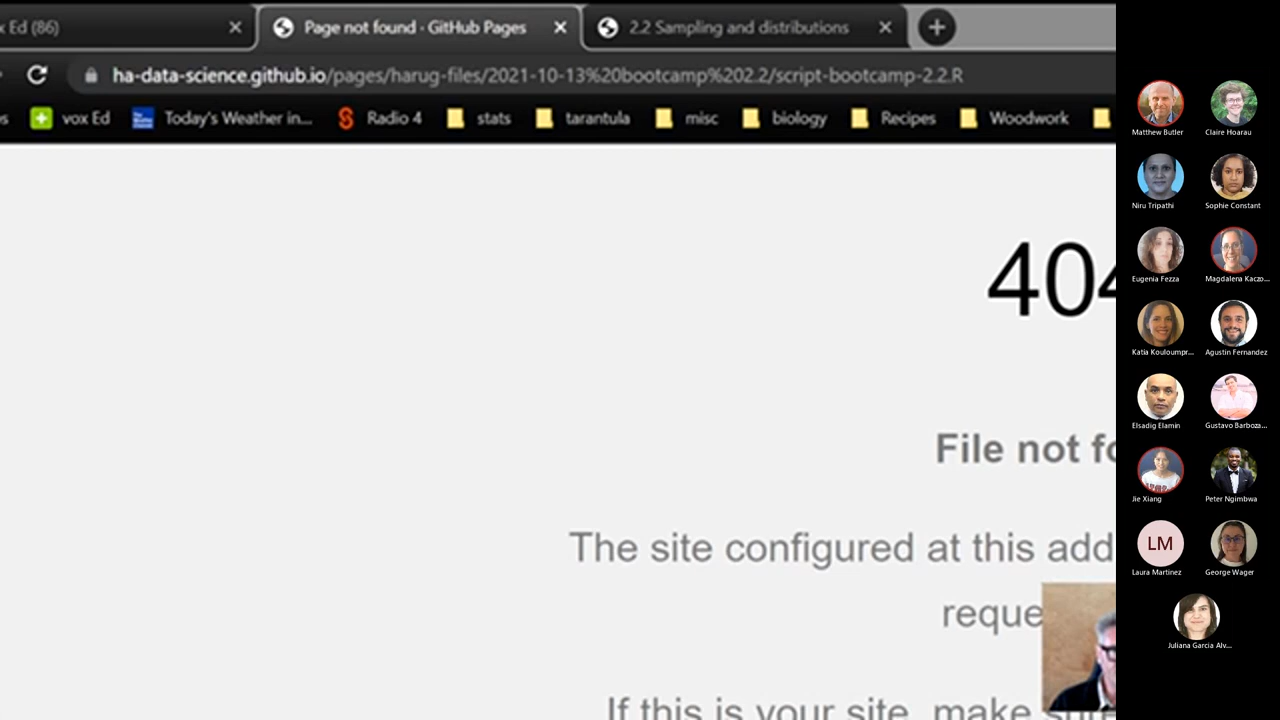 x Ed (86)
Page not found · GitHub Pages
2.2 Sampling and distributions
ha-data-science.github.io/pages/harug-files/2021-10-13%20bootcamp%202.2/script-bootcamp-2.2.R
vox Ed
Today's Weather in...
Radio 4
stats
tarantula
misc
biology
Recipes
Woodwork
404
File not fo
The site configured at this add
reque
If this is your site, make sure
Matthew Butler
Claire Hoarau
Niru Tripathi
Sophie Constant
Eugenia Fezza
Magdalena Kaczo...
Katia Kouloumpr...
Agustin Fernandez
Elsadig Elamin
Gustavo Barboza...
Jie Xiang
Peter Ngimbwa
LM
Laura Martinez
George Wager
Juliana Garcia Alv...